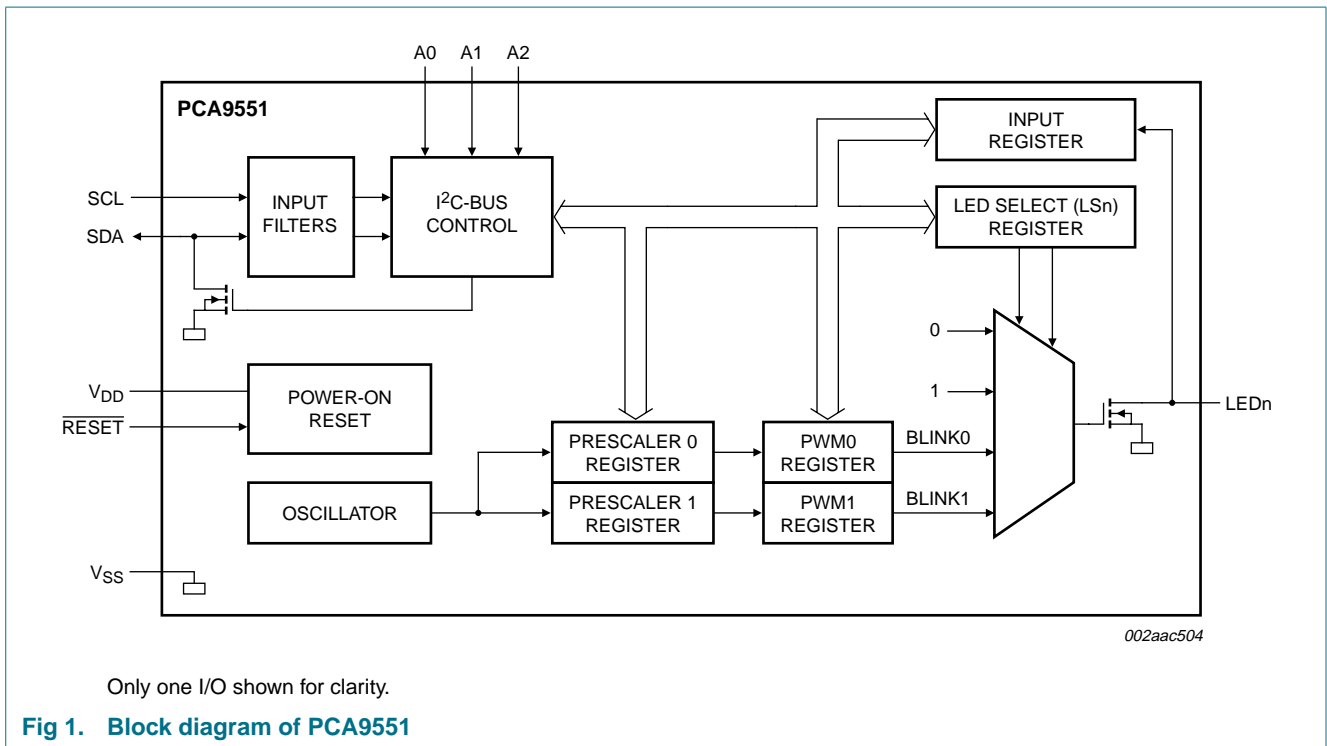 A0 A1 A2
PCA9551
SCL
SDA
INPUT
FILTERS
I²C-BUS
CONTROL
INPUT
REGISTER
LED SELECT (LSn)
REGISTER
0
1
VDD
RESET
POWER-ON
RESET
OSCILLATOR
PRESCALER 0
REGISTER
PRESCALER 1
REGISTER
PWM0
REGISTER
PWM1
REGISTER
BLINK0
BLINK1
LEDn
VSS
002aac504
Only one I/O shown for clarity.
Fig 1. Block diagram of PCA9551